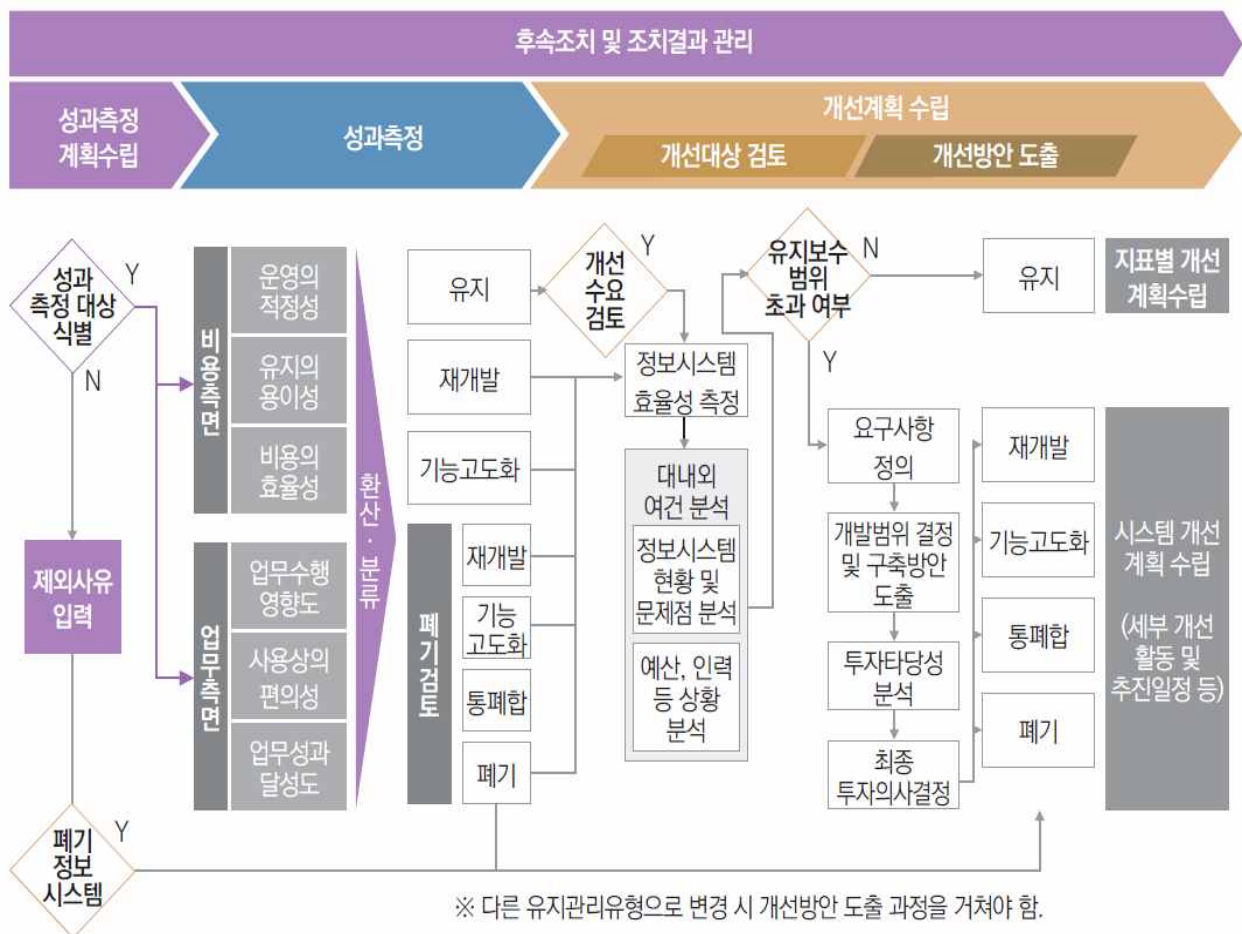 후속조치 및 조치결과 관리
성과측정
계획수립
성과측정
개선계획 수립
개선대상 검토
개선방안 도출
성과
측정 대상
식별
Y
N
제외사유
입력
폐기
정보
시스템
Y
비용측면
운영의
적정성
유지의
용이성
비용의
효율성
업무측면
업무수행
영향도
사용상의
편의성
업무성과
달성도
환산·분류
유지
재개발
기능고도화
폐기검토
재개발
기능
고도화
통폐합
폐기
개선
수요
검토
Y
정보시스템
효율성 측정
대내외
여건 분석
정보시스템
현황 및
문제점 분석
예산, 인력
등 상황
분석
유지보수
범위
초과 여부
N
Y
요구사항
정의
개발범위 결정
및 구축방안
도출
투자타당성
분석
최종
투자의사결정
유지
재개발
기능고도화
통폐합
폐기
지표별 개선
계획수립
시스템 개선
계획 수립
(세부 개선
활동 및
추진일정 등)
※ 다른 유지관리유형으로 변경 시 개선방안 도출 과정을 거쳐야 함.